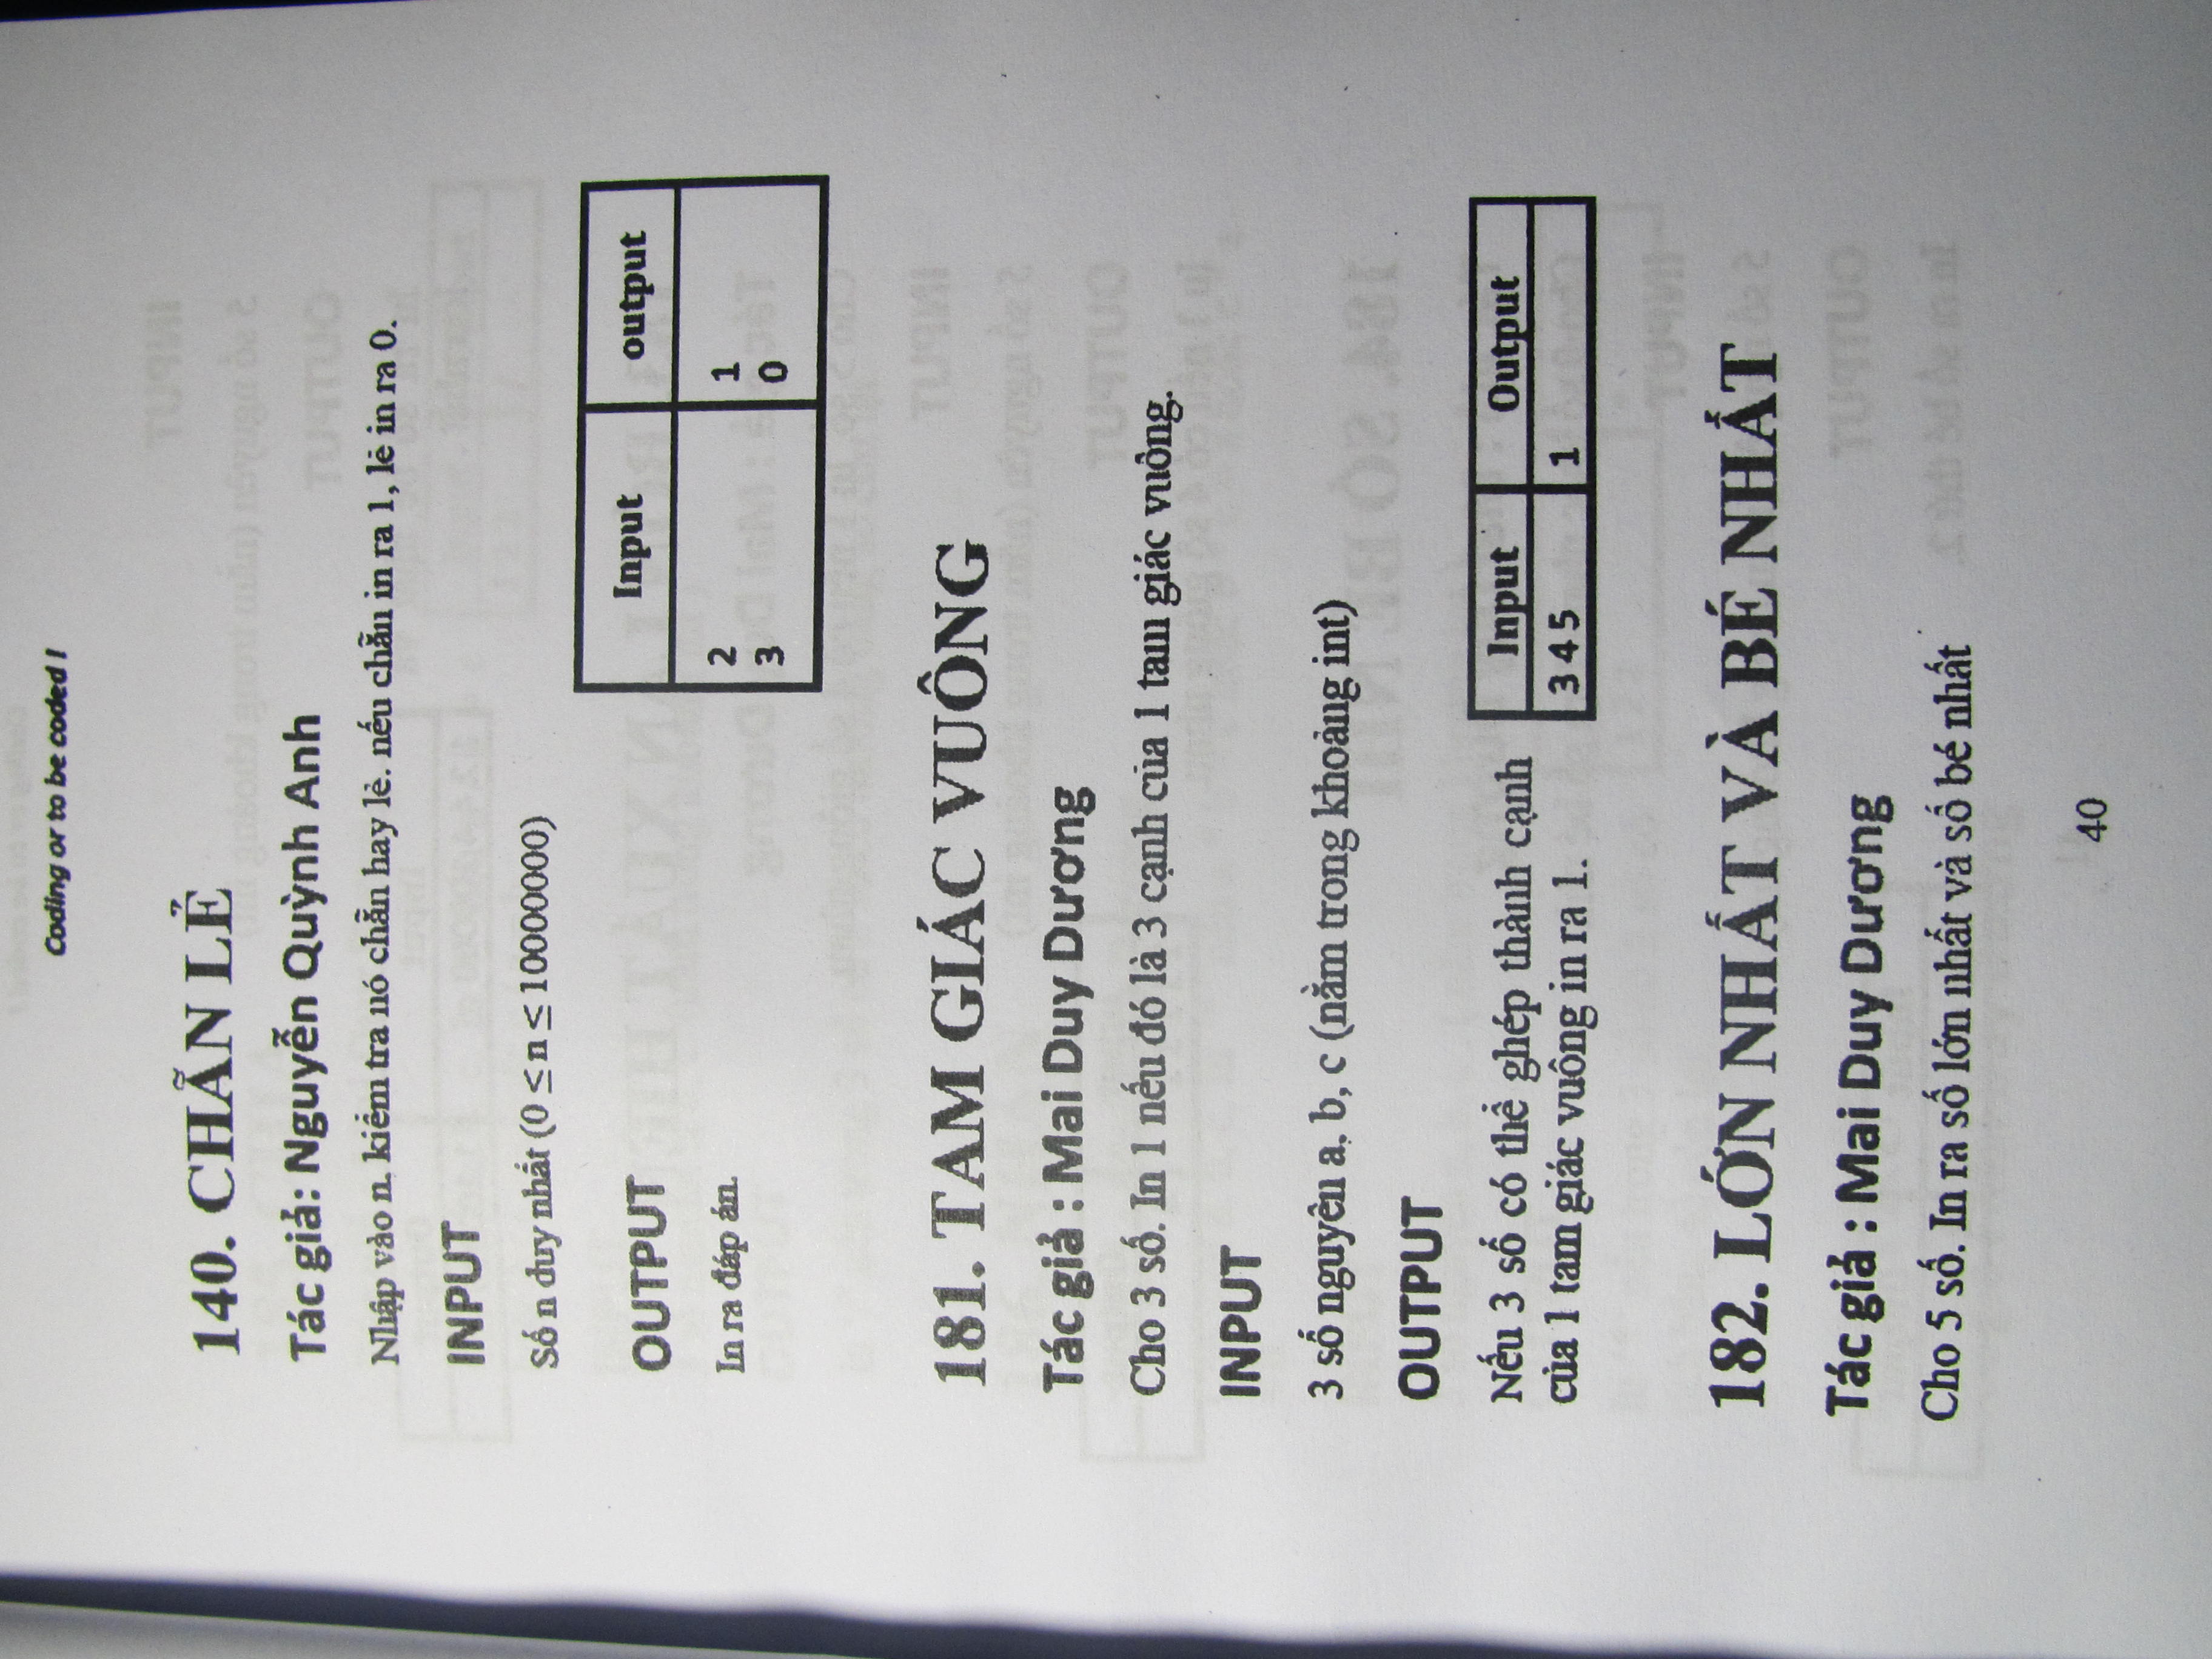 Coding or to be coded !
140. CHẴN LẺ
Tác giả: Nguyễn Quỳnh Anh
Nhập vào n, kiểm tra nó chẵn hay lẻ. nếu chẵn in ra 1, lẻ in ra 0.
INPUT
Số n duy nhất (0 ≤ n ≤ 10000000)
OUTPUT
In ra đáp án.
Input output
2 1
3 0
181. TAM GIÁC VUÔNG
Tác giả : Mai Duy Dương
Cho 3 số. In 1 nếu đó là 3 cạnh của 1 tam giác vuông.
INPUT
3 số nguyên a, b, c (nằm trong khoảng int)
OUTPUT
Nếu 3 số có thể ghép thành cạnh
của 1 tam giác vuông in ra 1.
Input Output
3 4 5 1
182. LỚN NHẤT VÀ BÉ NHẤT
Tác giả : Mai Duy Dương
Cho 5 số. In ra số lớn nhất và số bé nhất
40